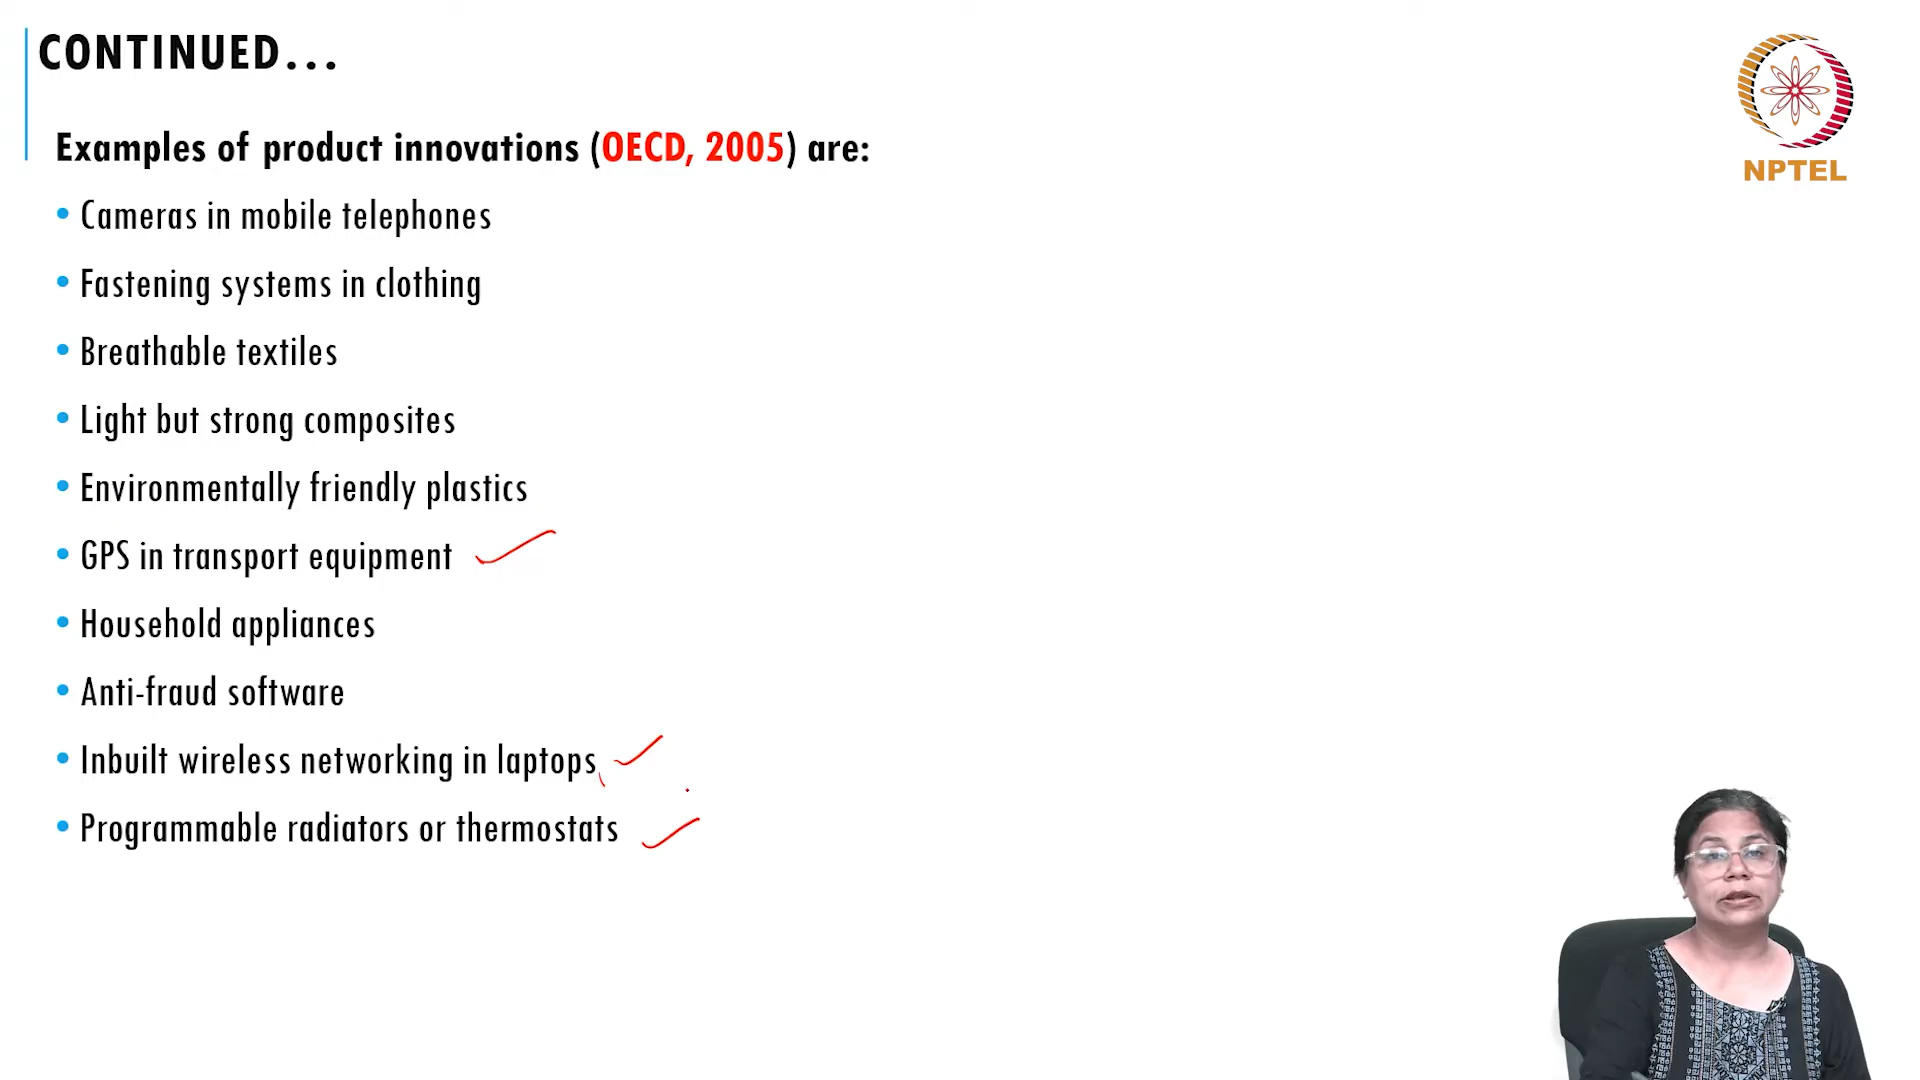 CONTINUED...
NPTEL
Examples of product innovations (OECD, 2005) are:
• Cameras in mobile telephones
• Fastening systems in clothing
• Breathable textiles
• Light but strong composites
• Environmentally friendly plastics
• GPS in transport equipment
• Household appliances
• Anti-fraud software
• Inbuilt wireless networking in laptops
• Programmable radiators or thermostats